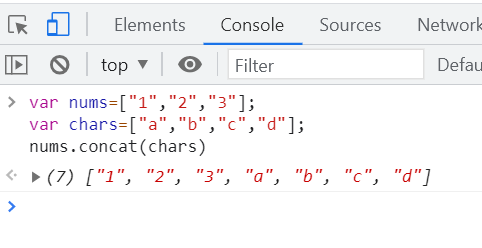 Elements Console Sources Network
top ▼ Filter Defau
> var nums=["1","2","3"];
var chars=["a","b","c","d"];
nums.concat(chars)
(7) ["1", "2", "3", "a", "b", "c", "d"]
>